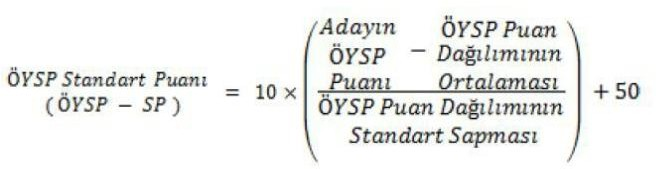 Adayın ÖYSP Puan
ÖYSP − Dağılımının
ÖYSP Standart Puanı Puanı Ortalaması
( ÖYSP − SP ) = 10 × + 50
ÖYSP Puan Dağılımının
Standart Sapması